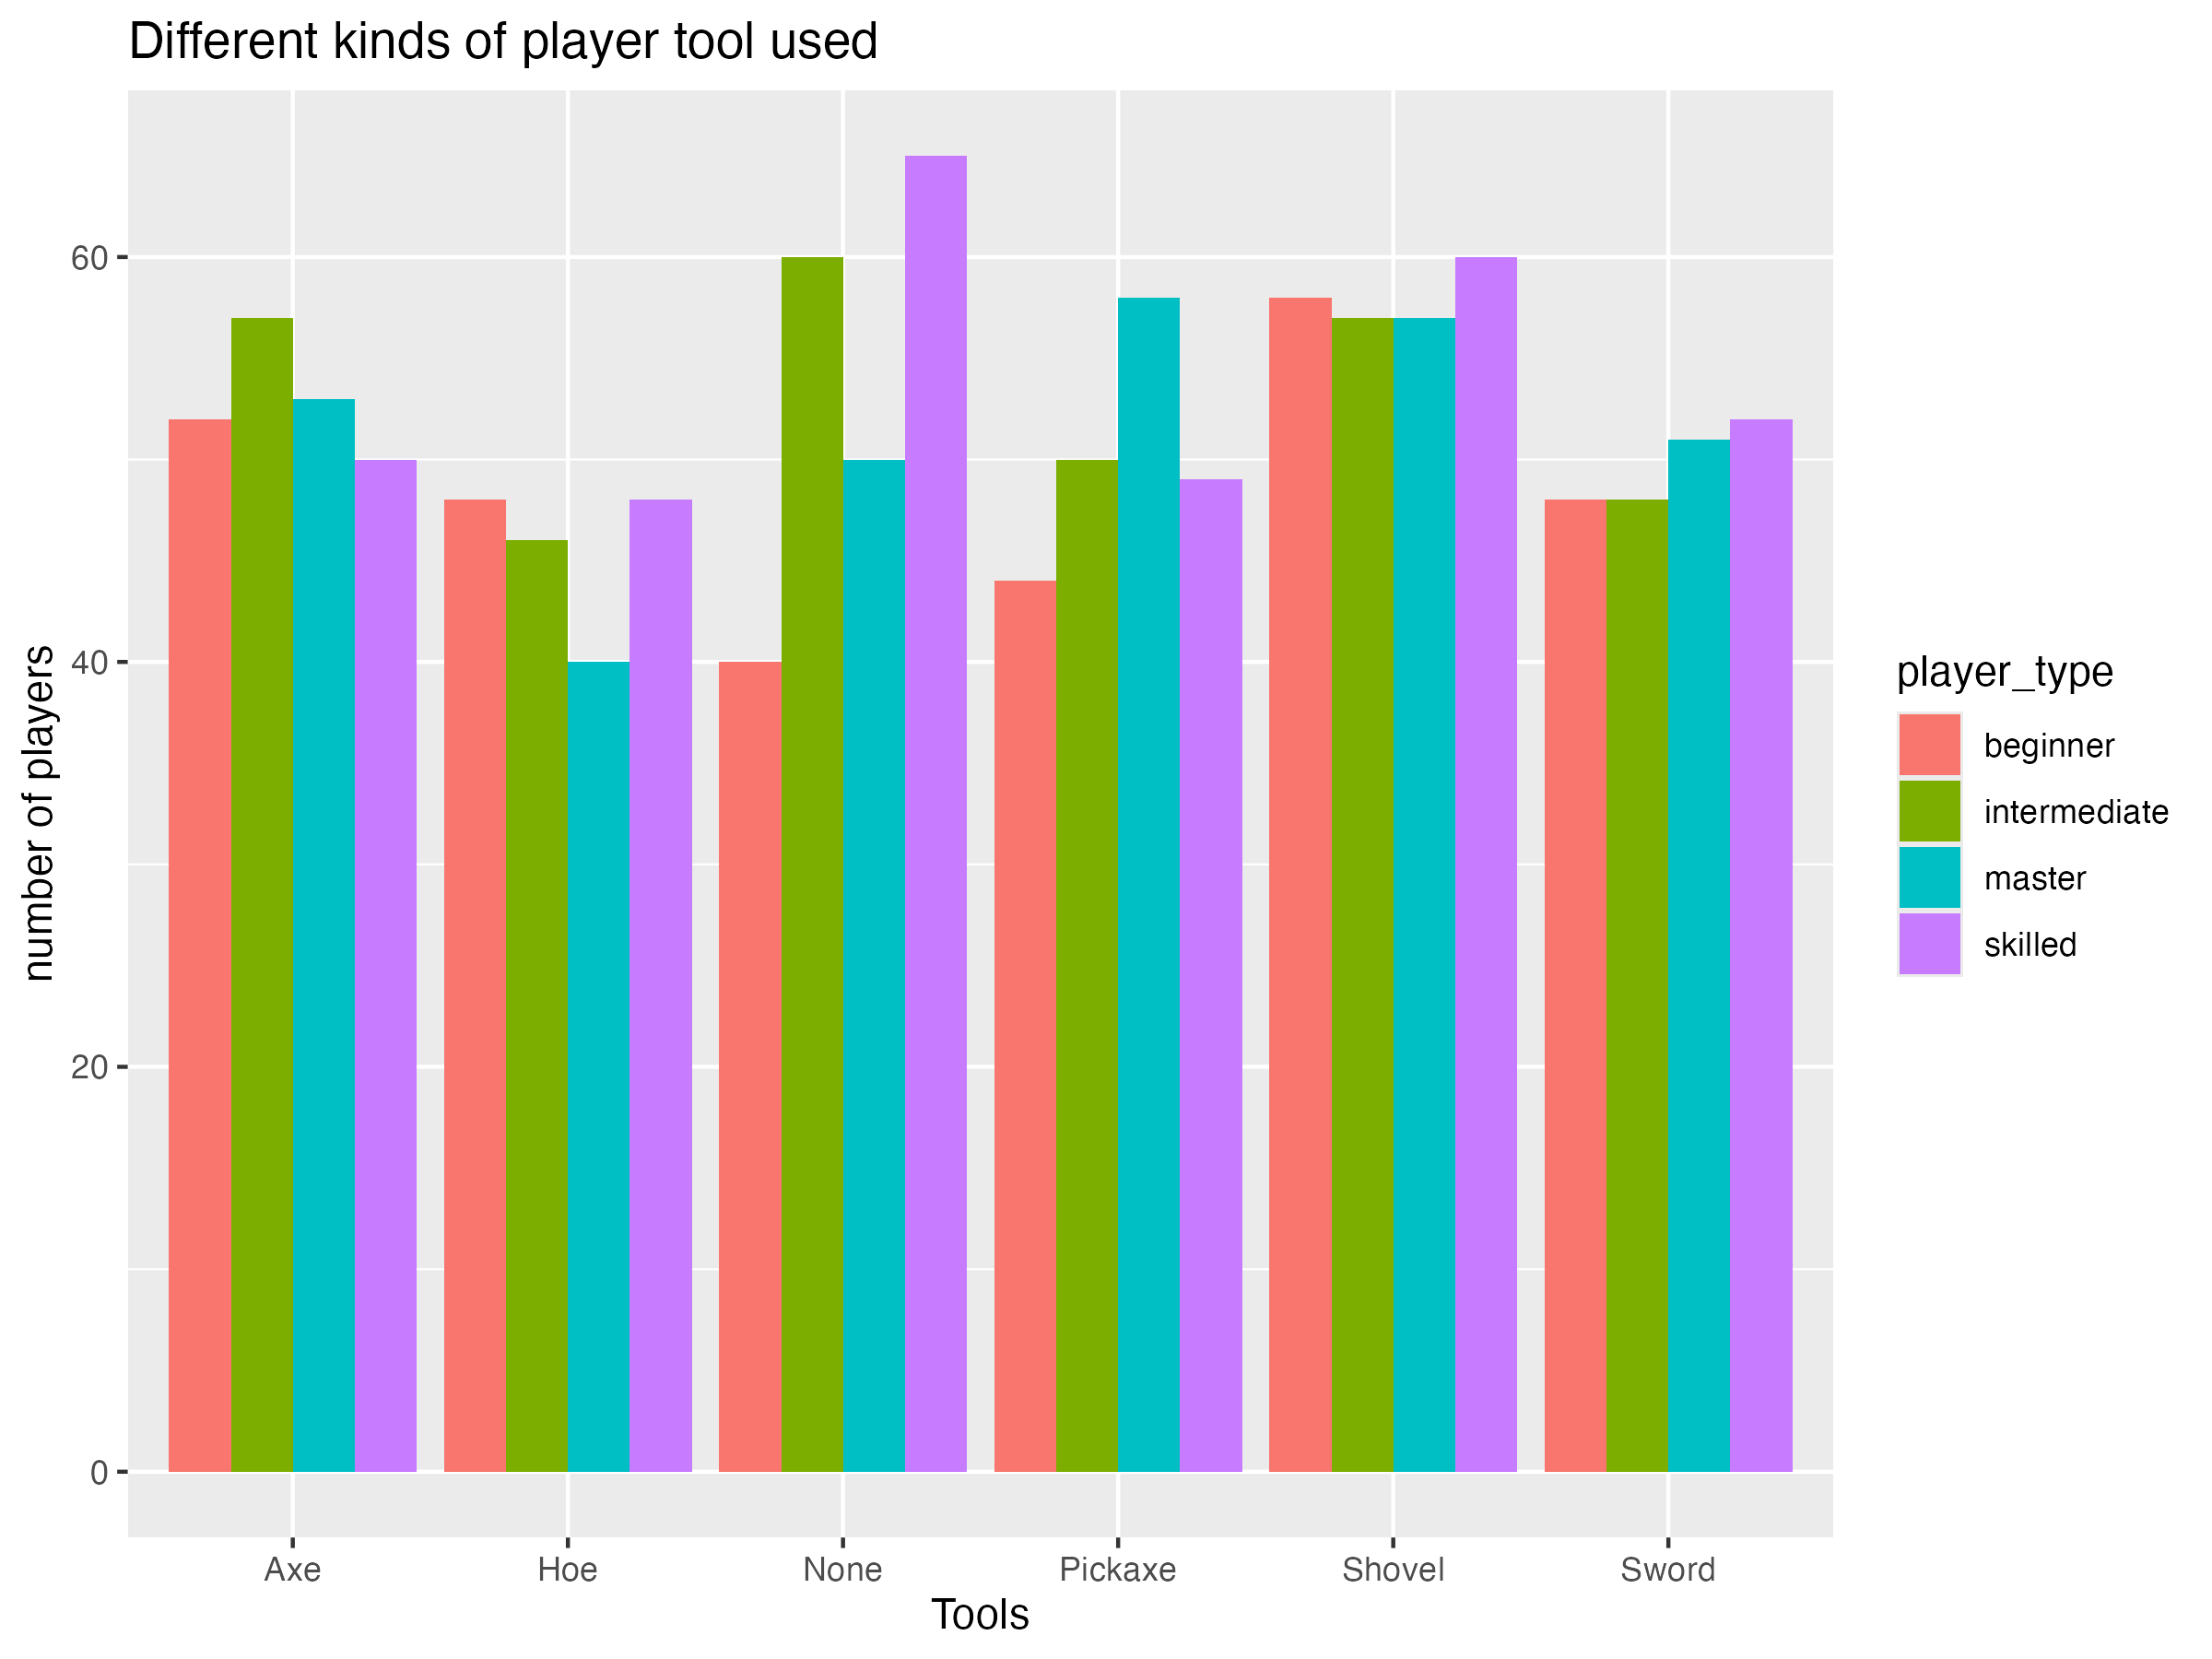 Different kinds of player tool used
60
40
20
0
number of players
Axe Hoe None Pickaxe Shovel Sword
Tools
player_type
beginner
intermediate
master
skilled